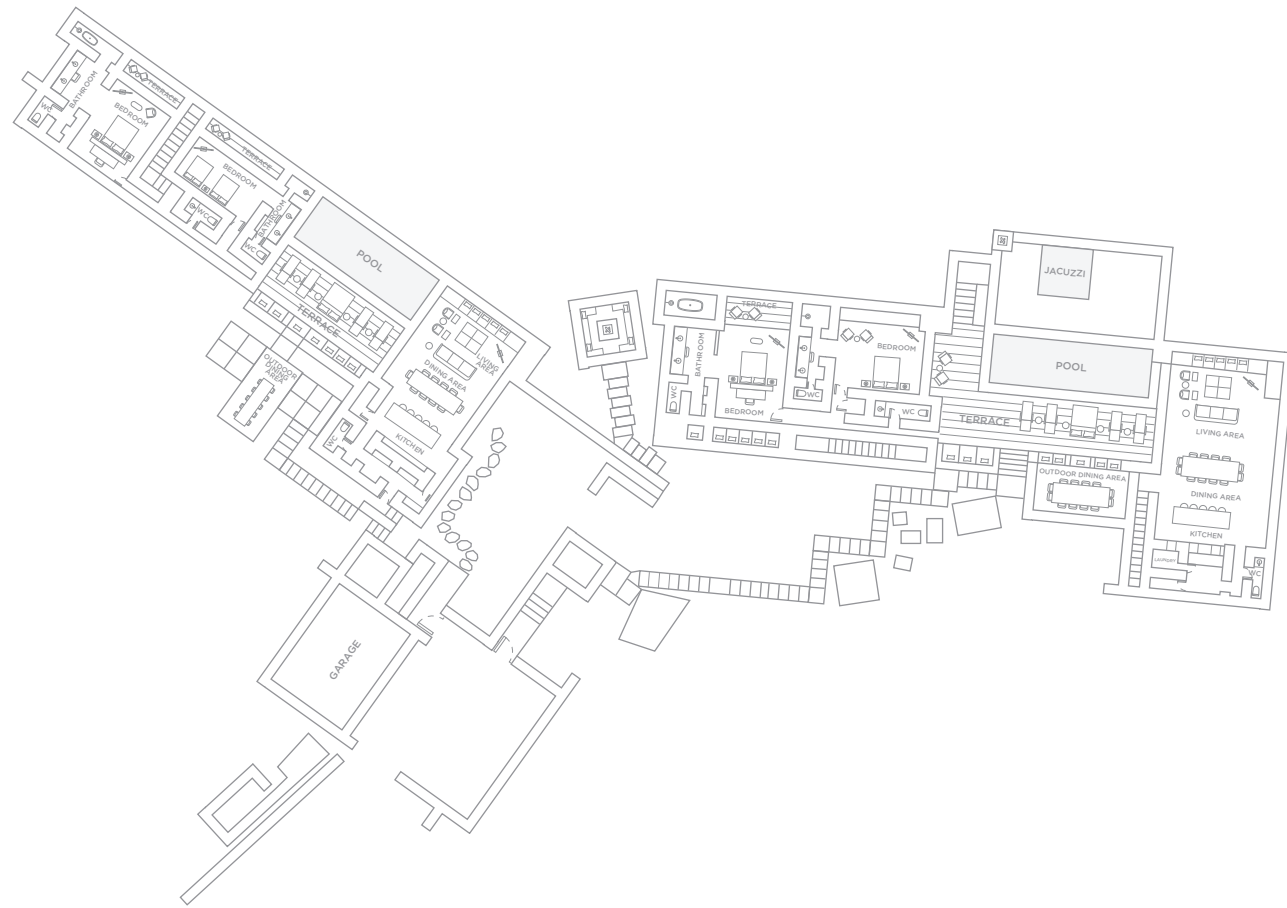 BATHROOM
WC
BEDROOM
TERRACE
TERRACE
BEDROOM
WC
BATHROOM
WC
POOL
TERRACE
OUTDOOR
DINING
AREA
LIVING
AREA
DINING AREA
KITCHEN
WC
GARAGE
TERRACE
BATHROOM
WC
BEDROOM
WC
BEDROOM
WC
JACUZZI
POOL
TERRACE
OUTDOOR DINING AREA
LIVING AREA
DINING AREA
KITCHEN
LAUNDRY
WC